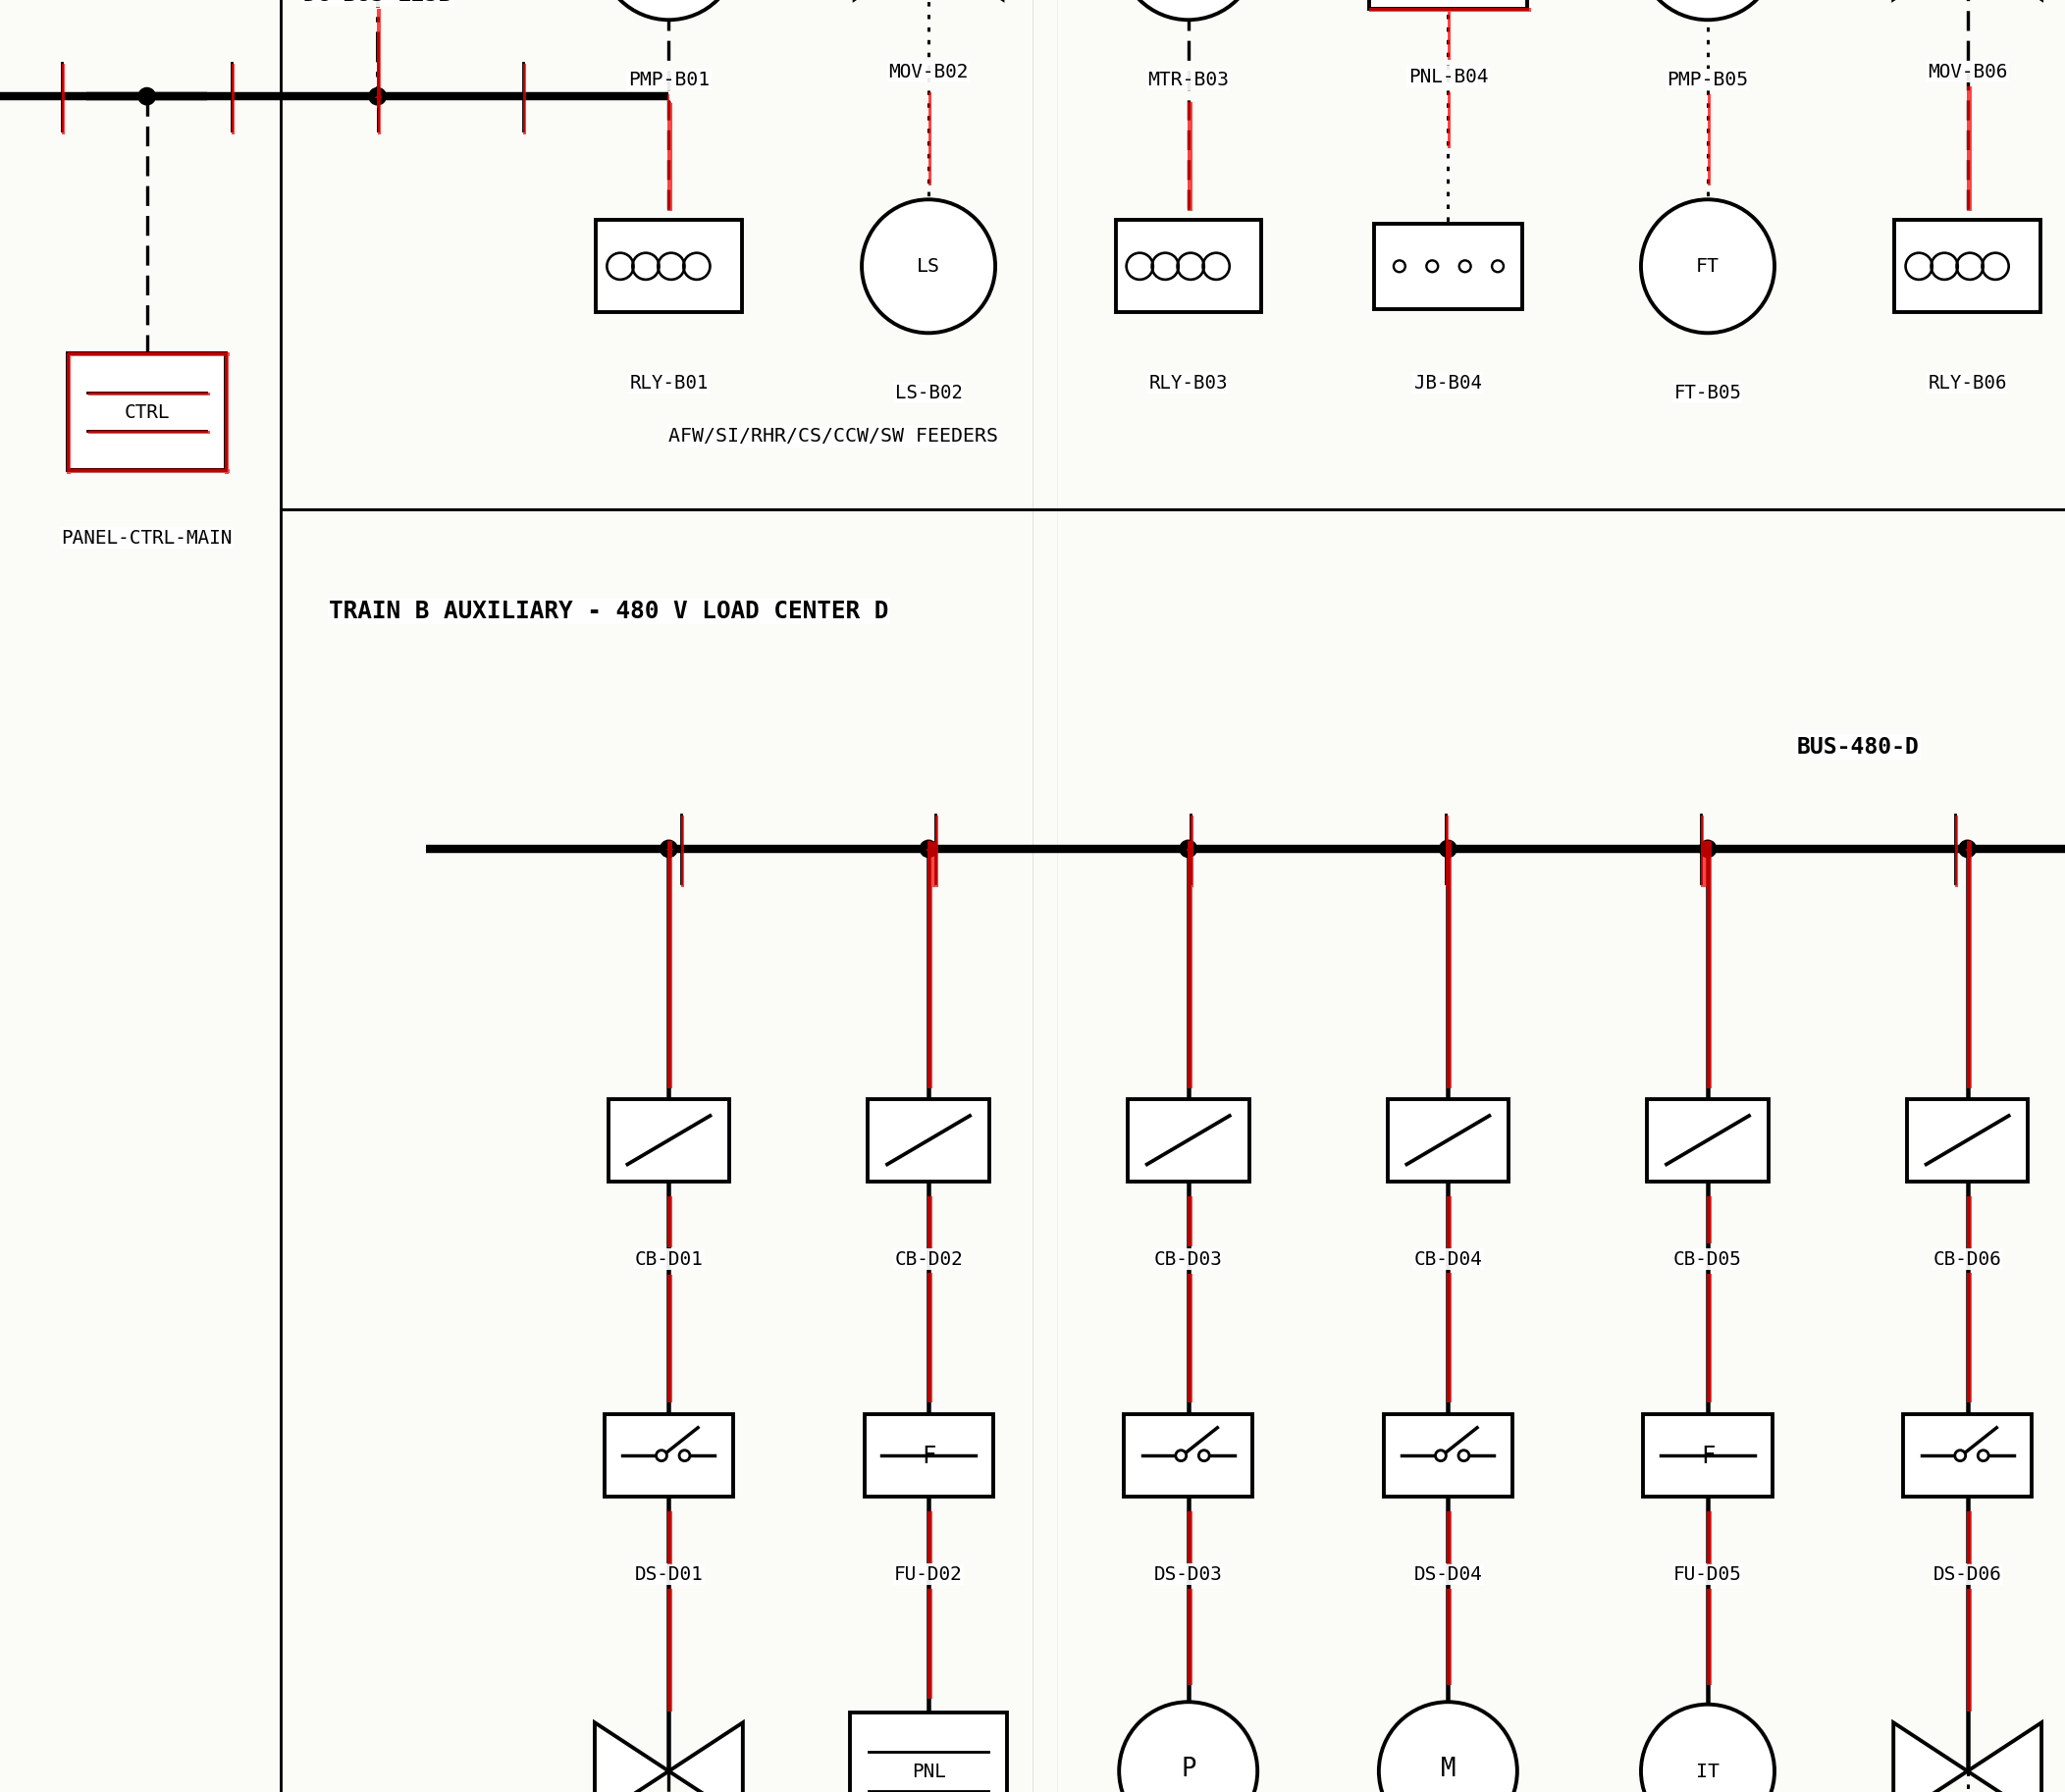 PMP-B01
MOV-B02
MTR-B03
PNL-B04
PMP-B05
MOV-B06
LS
FT
RLY-B01
LS-B02
RLY-B03
JB-B04
FT-B05
RLY-B06
CTRL
AFW/SI/RHR/CS/CCW/SW FEEDERS
PANEL-CTRL-MAIN
TRAIN B AUXILIARY - 480 V LOAD CENTER D
BUS-480-D
CB-D01
CB-D02
CB-D03
CB-D04
CB-D05
CB-D06
F
F
DS-D01
FU-D02
DS-D03
DS-D04
FU-D05
DS-D06
PNL
P
M
IT